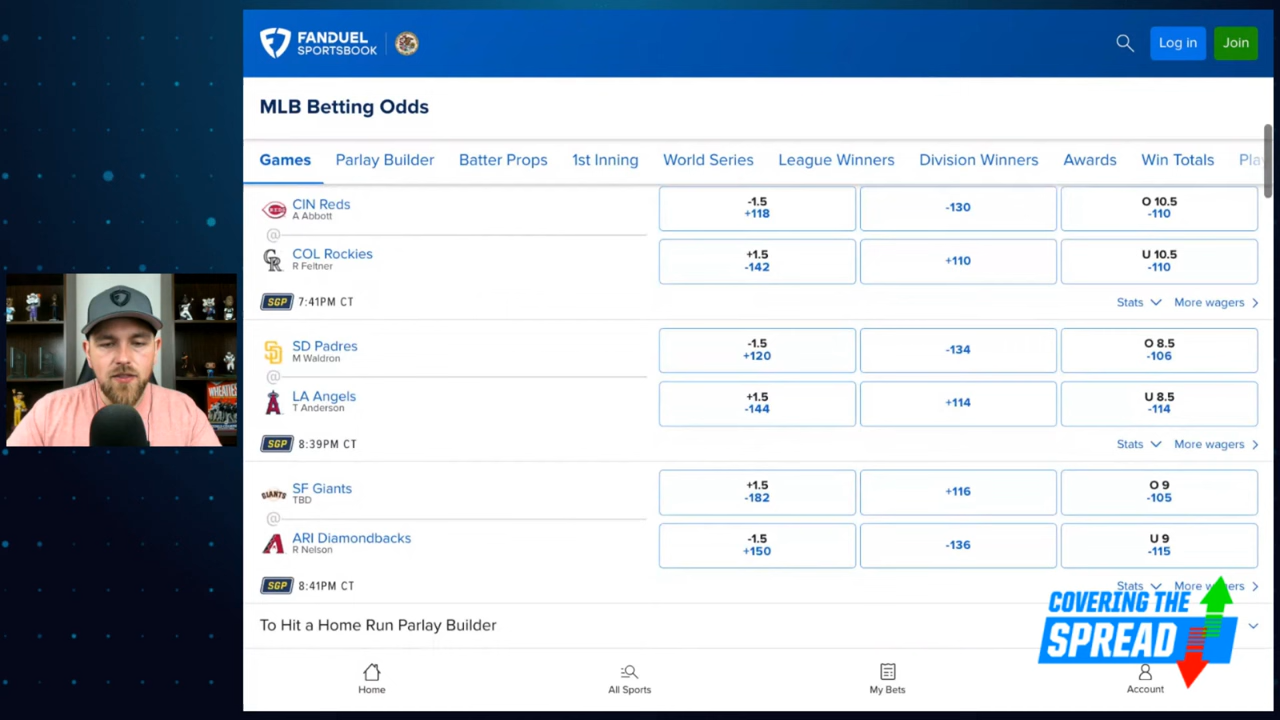 FANDUEL
SPORTSBOOK
Log in
Join
MLB Betting Odds
Games Parlay Builder Batter Props 1st Inning World Series League Winners Division Winners Awards Win Totals Pla
CIN Reds
A Abbott
-1.5
+118
-130
O 10.5
-110
@
COL Rockies
R Feltner
+1.5
-142
+110
U 10.5
-110
SGP 7:41PM CT
Stats
More wagers
SD Padres
M Waldron
-1.5
+120
-134
O 8.5
-106
@
LA Angels
T Anderson
+1.5
-144
+114
U 8.5
-114
SGP 8:39PM CT
Stats
More wagers
GIANTS
SF Giants
TBD
+1.5
-182
+116
O 9
-105
@
ARI Diamondbacks
R Nelson
-1.5
+150
-136
U 9
-115
SGP 8:41PM CT
Stats
More wagers
To Hit a Home Run Parlay Builder
COVERING THE
SPREAD
Home
All Sports
My Bets
Account
WHEATIES